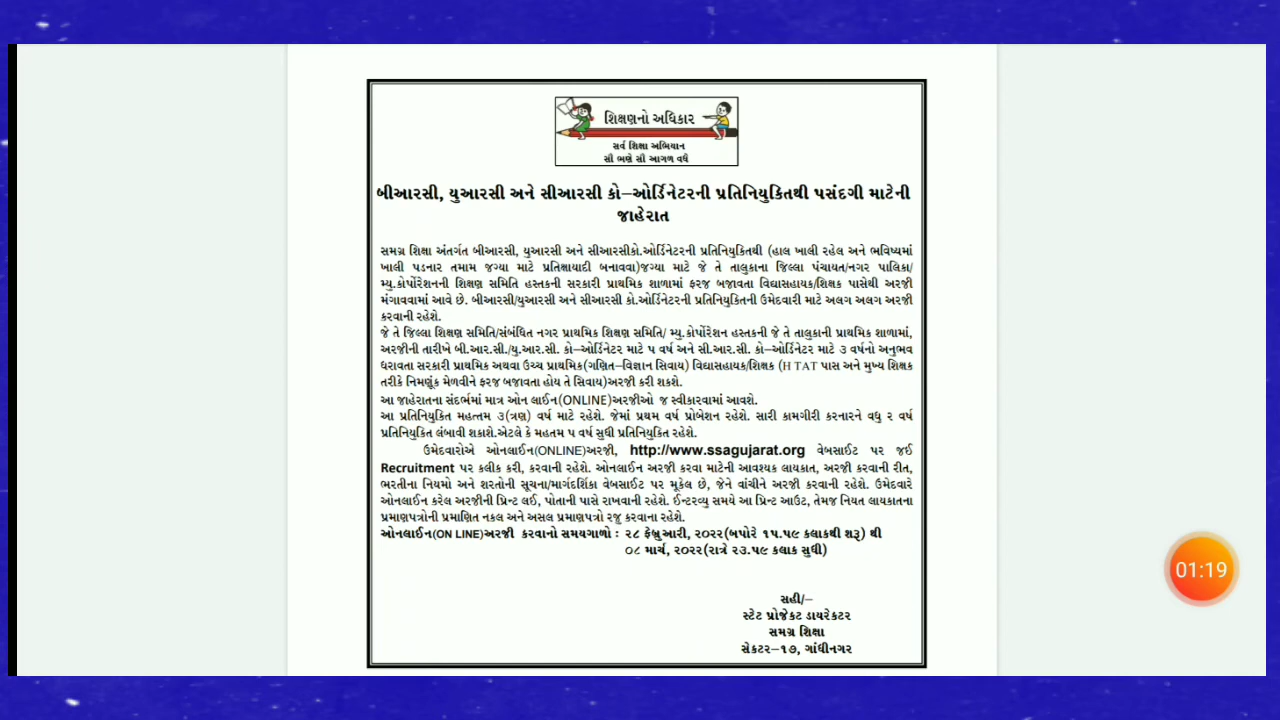 શિક્ષણનો અધિકાર
સર્વ શિક્ષા અભિયાન
સૌ ભણે સૌ આગળ વધે
બીઆરસી, યુઆરસી અને સીઆરસી કો–ઓર્ડિનેટરની પ્રતિનિયુકિતથી પસંદગી માટેની
જાહેરાત
સમગ્ર શિક્ષા અંતર્ગત બીઆરસી, યુઆરસી અને સીઆરસીકો.ઓર્ડિનેટરની પ્રતિનિયુકિતથી (હાલ ખાલી રહેલ અને ભવિષ્યમાં
ખાલી પડનાર તમામ જગ્યા માટે પ્રતિક્ષાયાદી બનાવવા)જગ્યા માટે જે તે તાલુકાના જિલ્લા પંચાયત/નગર પાલિકા/
મ્યુ.કોર્પોરેશનની શિક્ષણ સમિતિ હસ્તકની સરકારી પ્રાથમિક શાળામાં ફરજ બજાવતા વિદ્યાસહાયક/શિક્ષક પાસેથી અરજી
મંગાવવામાં આવે છે. બીઆરસી/યુઆરસી અને સીઆરસી કો.ઓર્ડિનેટરની પ્રતિનિયુકિતની ઉમેદવારી માટે અલગ અલગ અરજી
કરવાની રહેશે.
જે તે જિલ્લા શિક્ષણ સમિતિ/સંબંધિત નગર પ્રાથમિક શિક્ષણ સમિતિ/ મ્યુ.કોર્પોરેશન હસ્તકની જે તે તાલુકાની પ્રાથમિક શાળામાં,
અરજીની તારીખે બી.આર.સી./યુ.આર.સી. કો–ઓર્ડિનેટર માટે ૫ વર્ષ અને સી.આર.સી. કો–ઓર્ડિનેટર માટે ૩ વર્ષનો અનુભવ
ધરાવતા સરકારી પ્રાથમિક અથવા ઉચ્ચ પ્રાથમિક(ગણિત–વિજ્ઞાન સિવાય) વિદ્યાસહાયક/શિક્ષક (H TAT પાસ અને મુખ્ય શિક્ષક
તરીકે નિમણૂંક મેળવીને ફરજ બજાવતા હોય તે સિવાય)અરજી કરી શકશે.
આ જાહેરાતના સંદર્ભમાં માત્ર ઓન લાઈન(ONLINE)અરજીઓ જ સ્વીકારવામાં આવશે.
આ પ્રતિનિયુકિત મહત્તમ ૩(ત્રણ) વર્ષ માટે રહેશે. જેમાં પ્રથમ વર્ષ પ્રોબેશન રહેશે. સારી કામગીરી કરનારને વધુ ૨ વર્ષ
પ્રતિનિયુકિત લંબાવી શકાશે.એટલે કે મહતમ ૫ વર્ષ સુધી પ્રતિનિયુકિત રહેશે.
ઉમેદવારોએ ઓનલાઈન(ONLINE)અરજી, http://www.ssagujarat.org વેબસાઈટ પર જઈ
Recruitment પર કલીક કરી, કરવાની રહેશે. ઓનલાઈન અરજી કરવા માટેની આવશ્યક લાયકાત, અરજી કરવાની રીત,
ભરતીના નિયમો અને શરતોની સૂચના/માર્ગદર્શિકા વેબસાઈટ પર મૂકેલ છે, જેને વાંચીને અરજી કરવાની રહેશે. ઉમેદવારે
ઓનલાઈન કરેલ અરજીની પ્રિન્ટ લઈ, પોતાની પાસે રાખવાની રહેશે. ઈન્ટરવ્યુ સમયે આ પ્રિન્ટ આઉટ, તેમજ નિયત લાયકાતના
પ્રમાણપત્રોની પ્રમાણિત નકલ અને અસલ પ્રમાણપત્રો રજૂ કરવાના રહેશે.
ઓનલાઈન(ON LINE)અરજી કરવાનો સમયગાળો : ૨૮ ફેબ્રુઆરી, ૨૦૨૨(બપોરે ૧૫.૫૯ કલાકથી શરૂ) થી
૦૮ માર્ચ, ૨૦૨૨(રાત્રે ૨૩.૫૯ કલાક સુધી)
01:19
સહી/–
સ્ટેટ પ્રોજેકટ ડાયરેકટર
સમગ્ર શિક્ષા
સેકટર–૧૭, ગાંધીનગર